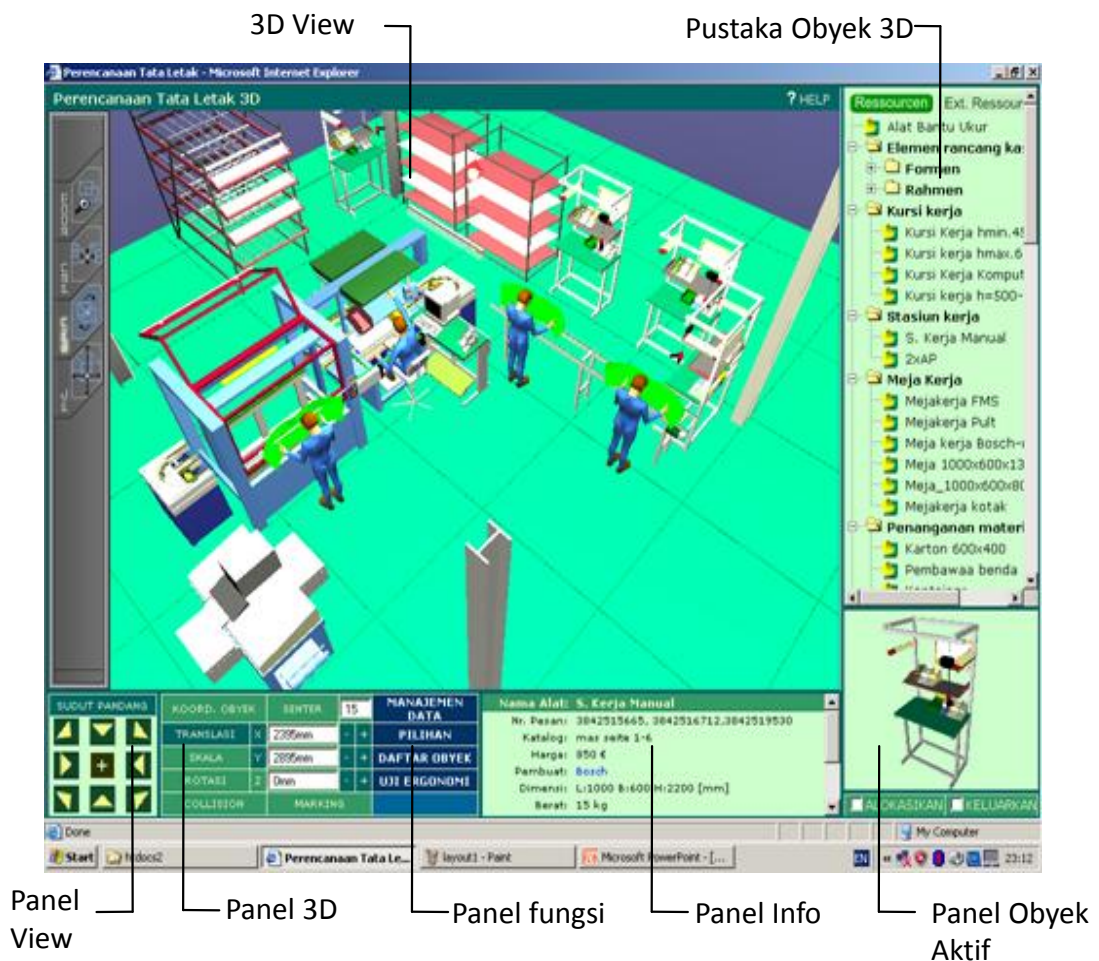 3D View
Pustaka Obyek 3D
Perencanaan Tata Letak - Microsoft Internet Explorer
Perencanaan Tata Letak 3D
? HELP
Ressourcen Ext. Ressour
Alat Bantu Ukur
Elemen rancang ka
Formen
Rahmen
Kursi kerja
Kursi Kerja hmin.45
Kursi kerja hmax.6
Kursi Kerja Komput
Kursi kerja h=500-
Stasiun kerja
S. Kerja Manual
2xAP
Meja Kerja
Mejakerja FMS
Mejakerja Pult
Meja kerja Bosch-
Meja 1000x600x13
Meja_1000x600x80
Mejakerja kotak
Penanganan materi
Karton 600x400
Pembawaa benda
zoom
Pan
SUDUT PANDANG
KOORD. OBYEK SENTER 15
TRANSLASI X 2395mm - +
SKALA Y 2895mm - +
ROTASI Z 0mm - +
COLLISION MARKING
MANAJEMEN
DATA
PILIHAN
DAFTAR OBYEK
UJI ERGONOMI
Nama Alat: S. Kerja Manual
Nr. Pesan: 3842515665, 3842516712,3842519530
Katalog: mas seite 1-6
Harga: 850 €
Pembuat: Bosch
Dimensi: L:1000 B:600 H:2200 [mm]
Berat: 15 kg
ALOKASIKAN KELUARKAN
Done
My Computer
Start htdocs2 Perencanaan Tata Le... layout1 - Paint Microsoft PowerPoint - [... EN « 23:12
Panel
View
Panel 3D
Panel fungsi
Panel Info
Panel Obyek
Aktif